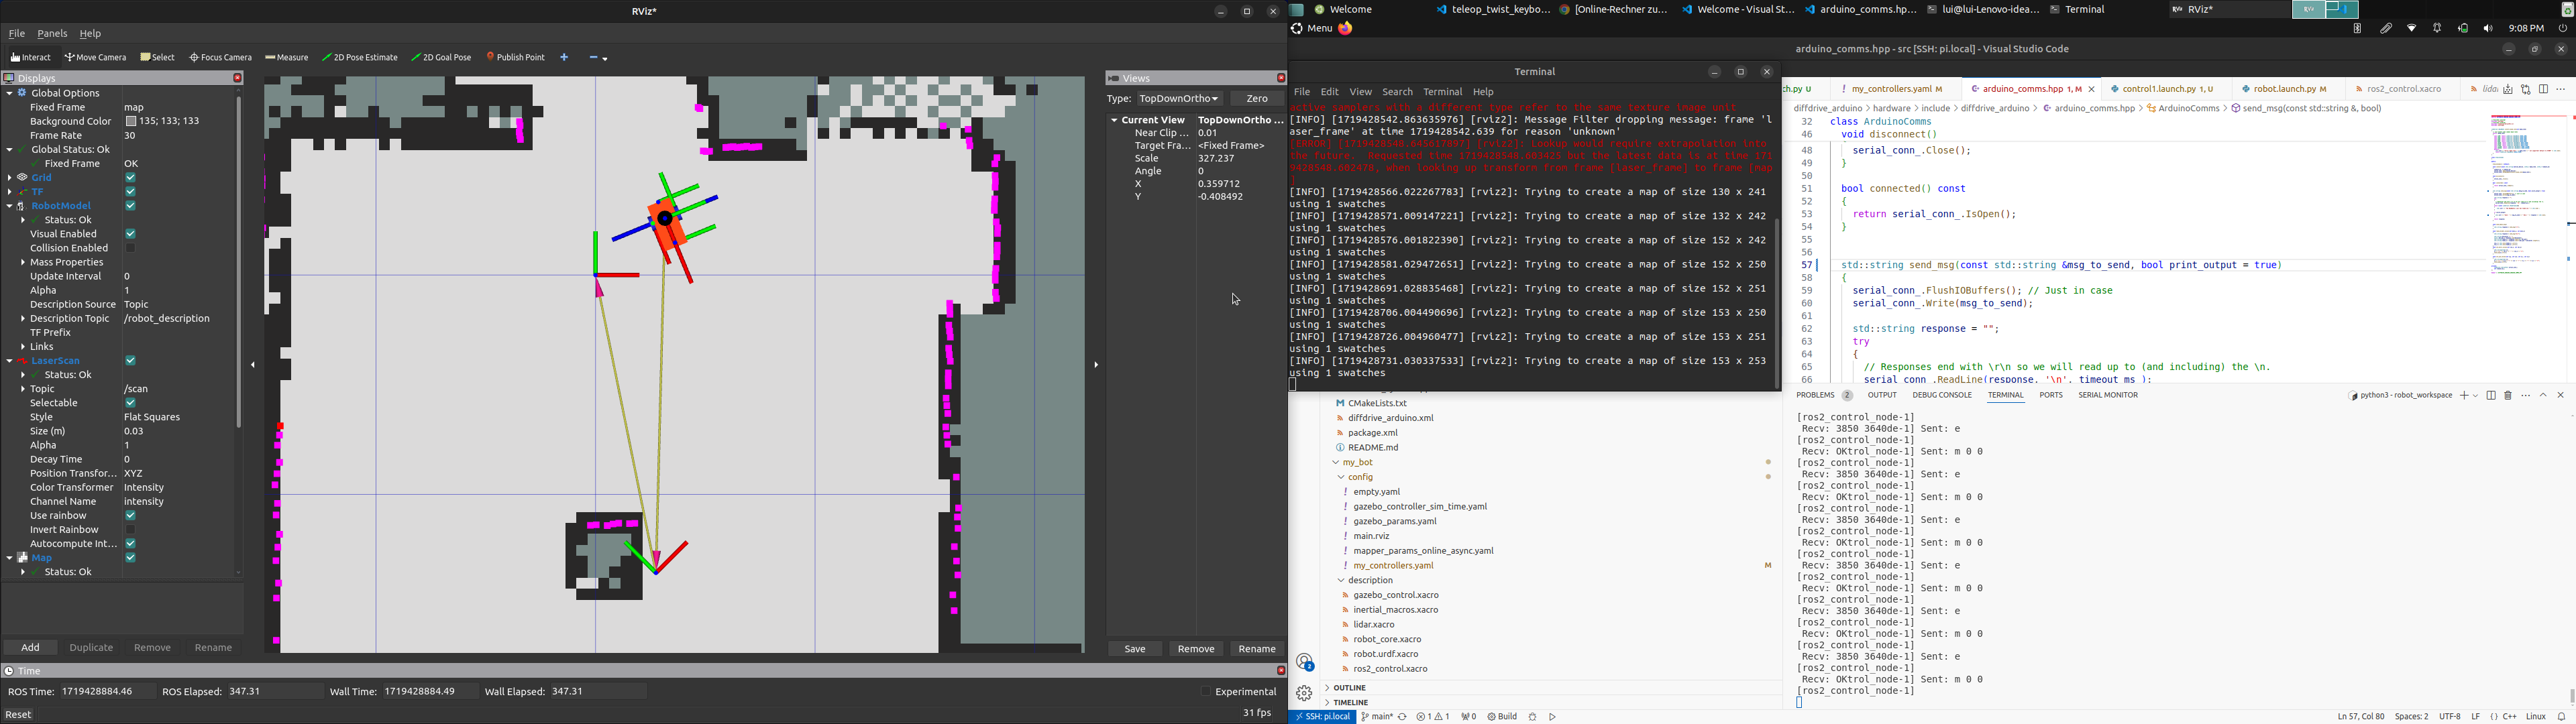 RViz*
File Panels Help
Interact Move Camera Select Focus Camera Measure 2D Pose Estimate 2D Goal Pose Publish Point
Displays
Global Options
Fixed Frame map
Background Color 135; 133; 133
Frame Rate 30
Global Status: Ok
Fixed Frame OK
Grid
TF
RobotModel
Status: Ok
Visual Enabled
Collision Enabled
Mass Properties
Update Interval 0
Alpha 1
Description Source Topic
Description Topic /robot_description
TF Prefix
Links
LaserScan
Status: Ok
Topic /scan
Selectable
Style Flat Squares
Size (m) 0.03
Alpha 1
Decay Time 0
Position Transfor... XYZ
Color Transformer Intensity
Channel Name intensity
Use rainbow
Invert Rainbow
Autocompute Int...
Map
Status: Ok
Add Duplicate Remove Rename
Views
Type: TopDownOrtho Zero
Current View TopDownOrtho ...
Near Clip ... 0.01
Target Fra... <Fixed Frame>
Scale 327.237
Angle 0
X 0.359712
Y -0.408492
Save Remove Rename
Time
ROS Time: 1719428884.46 ROS Elapsed: 347.31 Wall Time: 1719428884.49 Wall Elapsed: 347.31 Experimental
Reset 31 fps
Welcome teleop_twist_keybo... [Online-Rechner zu... Welcome - Visual St... arduino_comms.hp... lui@lui-Lenovo-idea... Terminal RViz*
Menu 9:08 PM
arduino_comms.hpp - src [SSH: pi.local] - Visual Studio Code
Terminal
File Edit View Search Terminal Help
active samplers with a different type refer to the same texture image unit
[INFO] [1719428542.863635976] [rviz2]: Message Filter dropping message: frame 'l
aser_frame' at time 1719428542.639 for reason 'unknown'
[ERROR] [1719428548.645817897] [rviz2]: Lookup would require extrapolation into
the future.  Requested time 1719428548.603425 but the latest data is at time 171
9428548.602478, when looking up transform from frame [laser_frame] to frame [map
]
[INFO] [1719428566.022267783] [rviz2]: Trying to create a map of size 130 x 241
using 1 swatches
[INFO] [1719428571.009147221] [rviz2]: Trying to create a map of size 132 x 242
using 1 swatches
[INFO] [1719428576.001822390] [rviz2]: Trying to create a map of size 152 x 242
using 1 swatches
[INFO] [1719428581.029472651] [rviz2]: Trying to create a map of size 152 x 250
using 1 swatches
[INFO] [1719428691.028835468] [rviz2]: Trying to create a map of size 152 x 251
using 1 swatches
[INFO] [1719428706.004490696] [rviz2]: Trying to create a map of size 153 x 250
using 1 swatches
[INFO] [1719428726.004960477] [rviz2]: Trying to create a map of size 153 x 251
using 1 swatches
[INFO] [1719428731.030337533] [rviz2]: Trying to create a map of size 153 x 253
using 1 swatches
CMakeLists.txt
diffdrive_arduino.xml
package.xml
README.md
my_bot
config
empty.yaml
gazebo_controller_sim_time.yaml
gazebo_params.yaml
main.rviz
mapper_params_online_async.yaml
my_controllers.yaml M
description
gazebo_control.xacro
inertial_macros.xacro
lidar.xacro
robot_core.xacro
robot.urdf.xacro
ros2_control.xacro
OUTLINE
TIMELINE
ch.py U my_controllers.yaml M arduino_comms.hpp 1, M control1.launch.py 1, U robot.launch.py M ros2_control.xacro
diffdrive_arduino > hardware > include > diffdrive_arduino > arduino_comms.hpp > ArduinoComms > send_msg(const std::string &, bool)
32 class ArduinoComms
46 void disconnect()
48 serial_conn_.Close();
49 }
50
51 bool connected() const
52 {
53 return serial_conn_.IsOpen();
54 }
55
56
57 std::string send_msg(const std::string &msg_to_send, bool print_output = true)
58 {
59 serial_conn_.FlushIOBuffers(); // Just in case
60 serial_conn_.Write(msg_to_send);
61
62 std::string response = "";
63 try
64 {
65 // Responses end with \r\n so we will read up to (and including) the \n.
66 serial_conn_.ReadLine(response, '\n', timeout_ms_);
PROBLEMS 2 OUTPUT DEBUG CONSOLE TERMINAL PORTS SERIAL MONITOR python3 - robot_workspace
[ros2_control_node-1]
Recv: 3850 3640de-1] Sent: e
[ros2_control_node-1]
Recv: OKtrol_node-1] Sent: m 0 0
[ros2_control_node-1]
Recv: 3850 3640de-1] Sent: e
[ros2_control_node-1]
Recv: OKtrol_node-1] Sent: m 0 0
[ros2_control_node-1]
Recv: 3850 3640de-1] Sent: e
[ros2_control_node-1]
Recv: OKtrol_node-1] Sent: m 0 0
[ros2_control_node-1]
Recv: 3850 3640de-1] Sent: e
[ros2_control_node-1]
Recv: OKtrol_node-1] Sent: m 0 0
[ros2_control_node-1]
Recv: 3850 3640de-1] Sent: e
[ros2_control_node-1]
Recv: OKtrol_node-1] Sent: m 0 0
[ros2_control_node-1]
Recv: 3850 3640de-1] Sent: e
[ros2_control_node-1]
Recv: OKtrol_node-1] Sent: m 0 0
[ros2_control_node-1]
SSH: pi.local main* 1 1 0 Build Ln 57, Col 80 Spaces: 2 UTF-8 LF {} C++ Linux